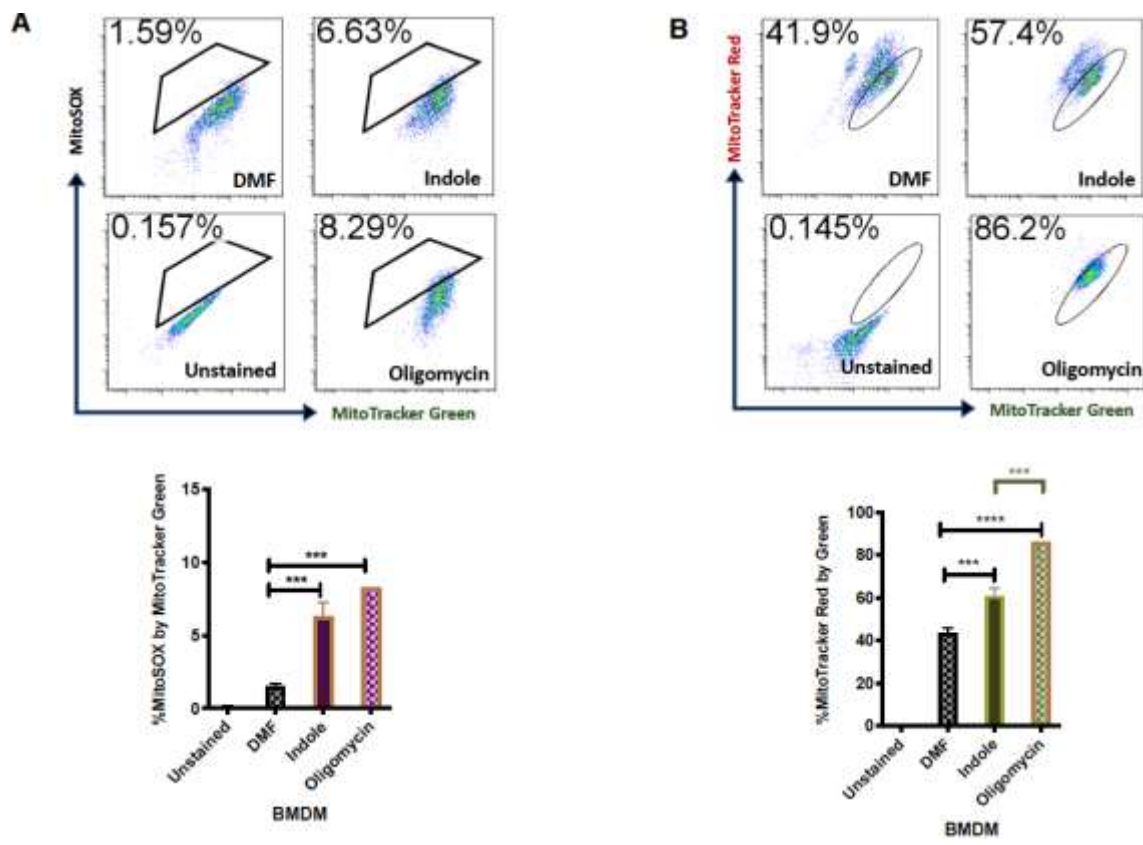 A
1.59%
6.63%
MitoSOX
DMF
Indole
0.157%
8.29%
Unstained
Oligomycin
MitoTracker Green
B
41.9%
57.4%
MitoTracker Red
DMF
Indole
0.145%
86.2%
Unstained
Oligomycin
MitoTracker Green
%MitoSOX by MitoTracker Green
15
10
5
0
***
***
Unstained
DMF
Indole
Oligomycin
BMDM
%MitoTracker Red by Green
100
80
60
40
20
0
***
****
***
Unstained
DMF
Indole
Oligomycin
BMDM